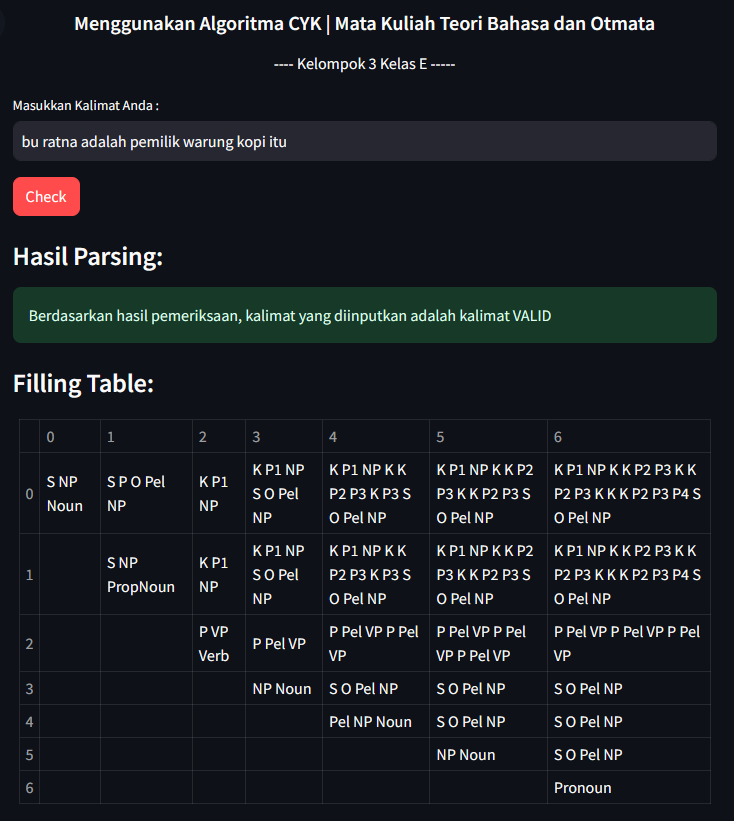 Menggunakan Algoritma CYK | Mata Kuliah Teori Bahasa dan Otmata
---- Kelompok 3 Kelas E -----
Masukkan Kalimat Anda :
bu ratna adalah pemilik warung kopi itu
Check
Hasil Parsing:
Berdasarkan hasil pemeriksaan, kalimat yang diinputkan adalah kalimat VALID
Filling Table:
0 1 2 3 4 5 6
0
S NP
Noun
S P O Pel
NP
K P1
NP
K P1 NP
S O Pel
NP
K P1 NP K K
P2 P3 K P3 S
O Pel NP
K P1 NP K K P2
P3 K K P2 P3 S
O Pel NP
K P1 NP K K P2 P3 K K
P2 P3 K K K P2 P3 P4 S
O Pel NP
1
S NP
PropNoun
K P1
NP
K P1 NP
S O Pel
NP
K P1 NP K K
P2 P3 K P3 S
O Pel NP
K P1 NP K K P2
P3 K K P2 P3 S
O Pel NP
K P1 NP K K P2 P3 K K
P2 P3 K K K P2 P3 P4 S
O Pel NP
2
P VP
Verb
P Pel VP
P Pel VP P Pel
VP
P Pel VP P Pel
VP P Pel VP
P Pel VP P Pel VP P Pel
VP
3 NP Noun S O Pel NP S O Pel NP S O Pel NP
4 Pel NP Noun S O Pel NP S O Pel NP
5 NP Noun S O Pel NP
6 Pronoun